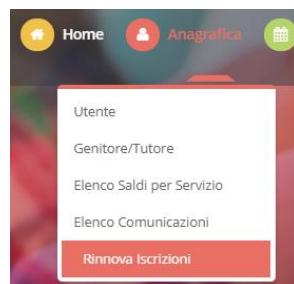 Home Anagrafica
Utente
Genitore/Tutore
Elenco Saldi per Servizio
Elenco Comunicazioni
Rinnova Iscrizioni